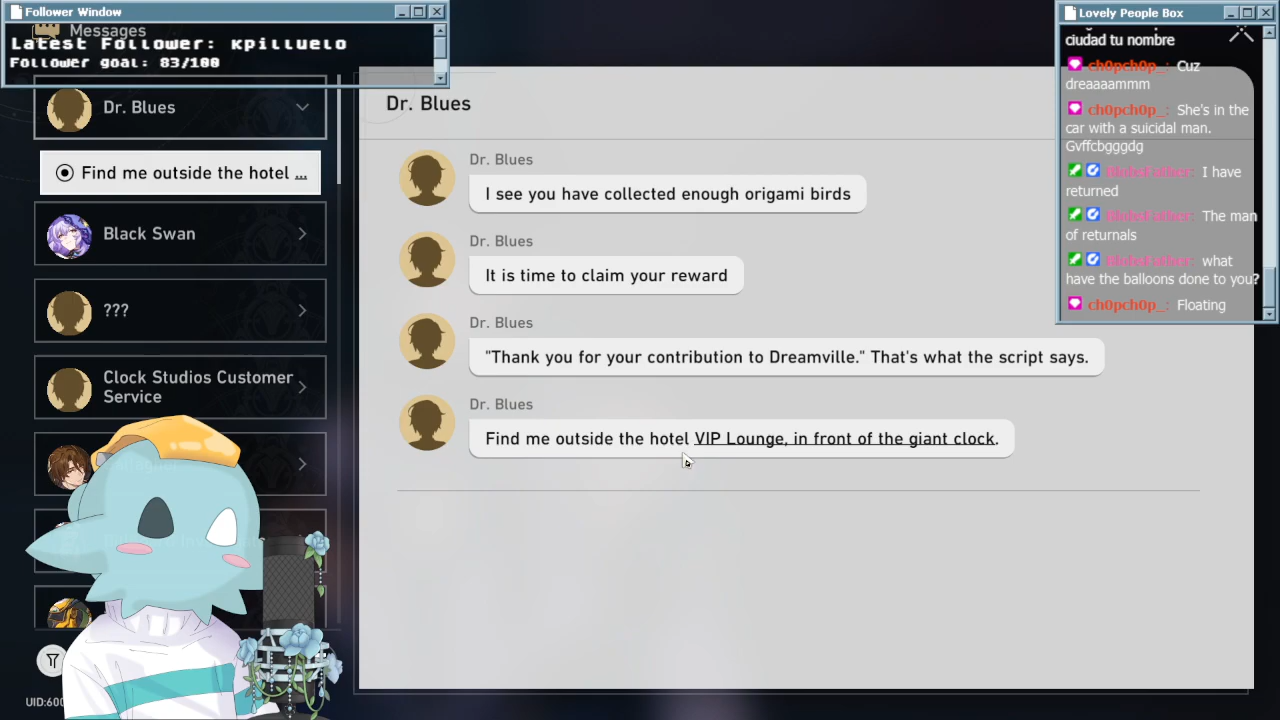 Follower Window
Messages
Latest Follower: kpilluelo
Follower goal: 83/100
Dr. Blues
Find me outside the hotel ...
Black Swan
???
Clock Studios Customer
Service
UID:600
Dr. Blues
Dr. Blues
I see you have collected enough origami birds
Dr. Blues
It is time to claim your reward
Dr. Blues
"Thank you for your contribution to Dreamville." That's what the script says.
Dr. Blues
Find me outside the hotel VIP Lounge, in front of the giant clock.
Lovely People Box
ciudad tu nombre
ch0pch0p_: Cuz
dreaaaammm
ch0pch0p_: She's in the
car with a suicidal man.
Gvffcbgggdg
I have
returned
The man
of returnals
what
have the balloons done to you?
ch0pch0p_: Floating